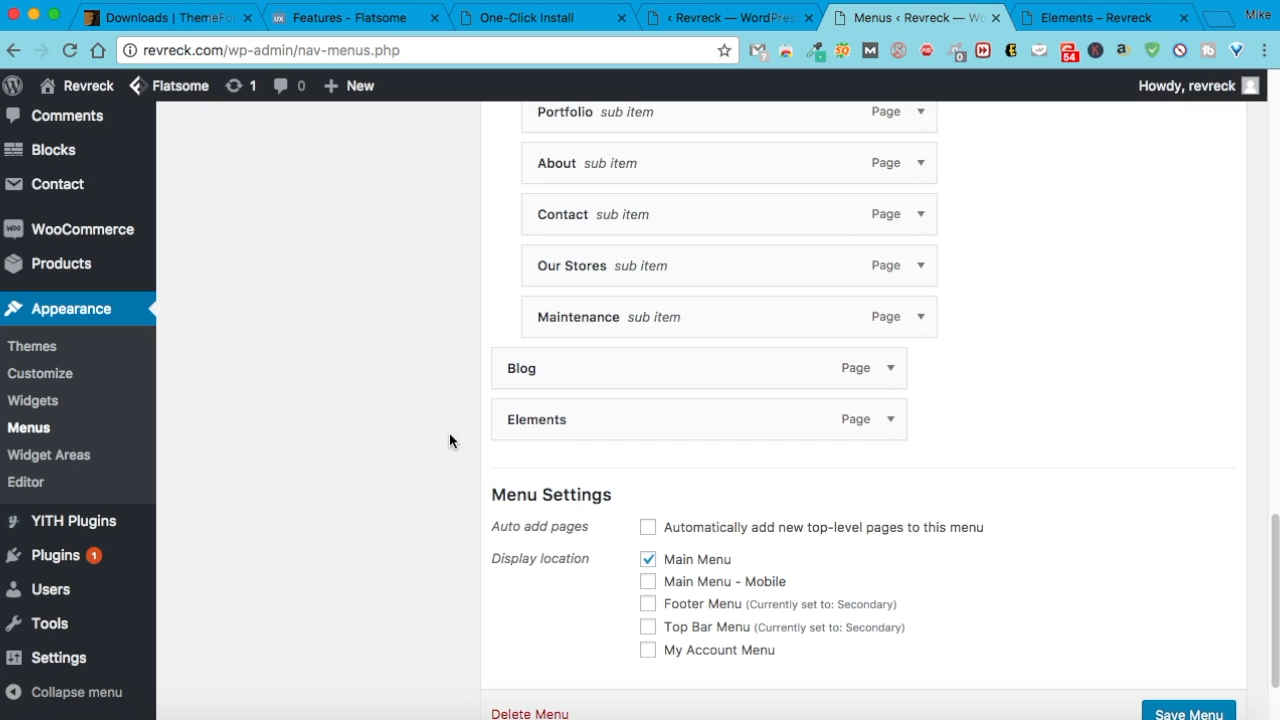 Downloads | ThemeFo
Features - Flatsome
One-Click Install
‹ Revreck — WordPres
Menus ‹ Revreck — Wo
Elements – Revreck
Mike
revreck.com/wp-admin/nav-menus.php
0
54
Revreck
Flatsome
1
0
New
Howdy, revreck
Comments
Blocks
Contact
WooCommerce
Products
Appearance
Themes
Customize
Widgets
Menus
Widget Areas
Editor
YITH Plugins
Plugins 1
Users
Tools
Settings
Collapse menu
Portfolio sub item Page
About sub item Page
Contact sub item Page
Our Stores sub item Page
Maintenance sub item Page
Blog Page
Elements Page
Menu Settings
Auto add pages Automatically add new top-level pages to this menu
Display location Main Menu
Main Menu - Mobile
Footer Menu (Currently set to: Secondary)
Top Bar Menu (Currently set to: Secondary)
My Account Menu
Delete Menu Save Menu